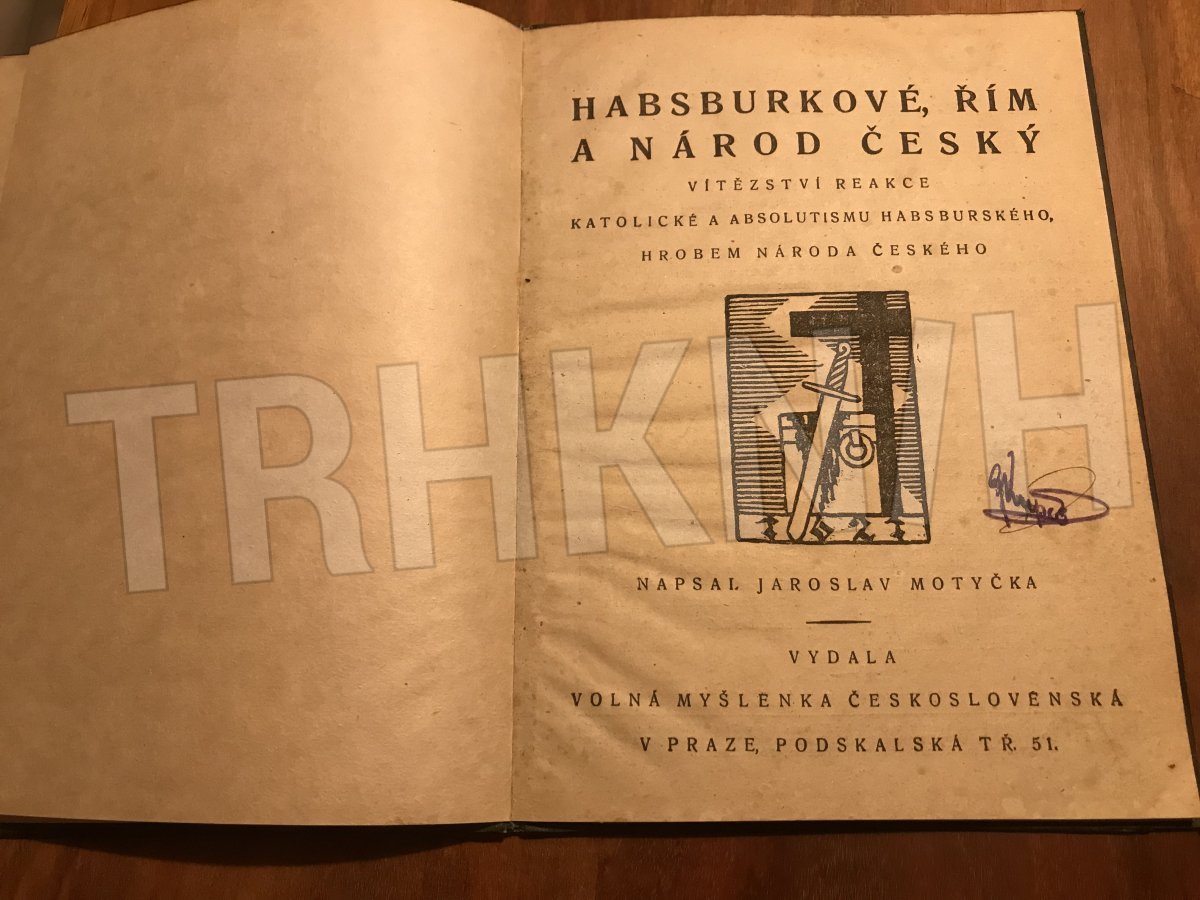 HABSBURKOVÉ, ŘÍM
A NÁROD ČESKÝ
VÍTĚZSTVÍ REAKCE
KATOLICKÉ A ABSOLUTISMU HABSBURSKÉHO,
HROBEM NÁRODA ČESKÉHO
1621
NAPSAL JAROSLAV MOTYČKA
VYDALA
VOLNÁ MYŠLENKA ČESKOSLOVENSKÁ
V PRAZE, PODSKALSKÁ TŘ. 51.
TRHKNIH